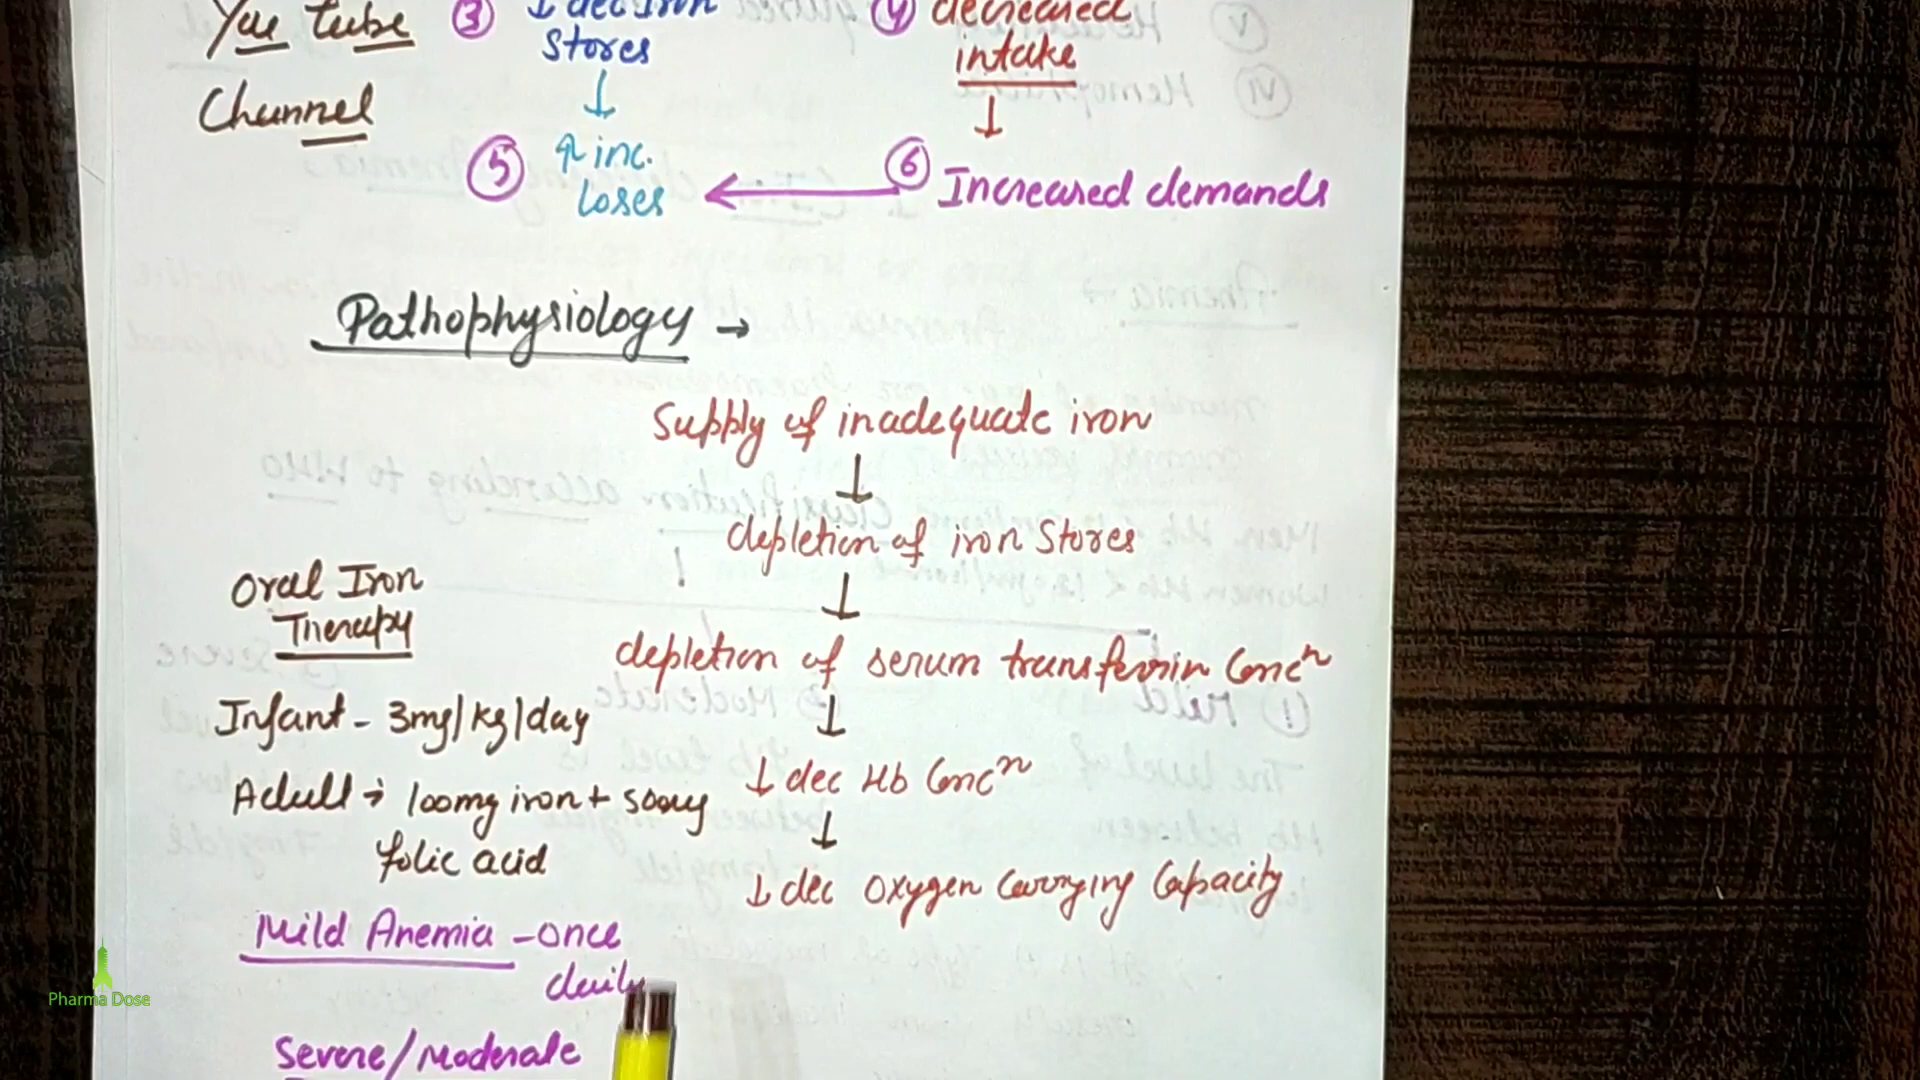 You tube
Channel
③ ↓ dec Iron
Stores
↓
⑤ ↑ inc.
loses
④ decreased
intake
↓
⑥ Increased demands
Pathophysiology →
Supply of inadequate iron
↓
depletion of iron Stores
↓
depletion of serum transferrin Concⁿ
↓
↓ dec Hb Concⁿ
↓
↓ dec oxygen Carrying Capacity
Oral Iron
Therapy
Infant - 3mg/kg/day
Adult → 100mg iron +
folic acid
Mild Anemia - once
daily
Severe/Moderate
Pharma Dose